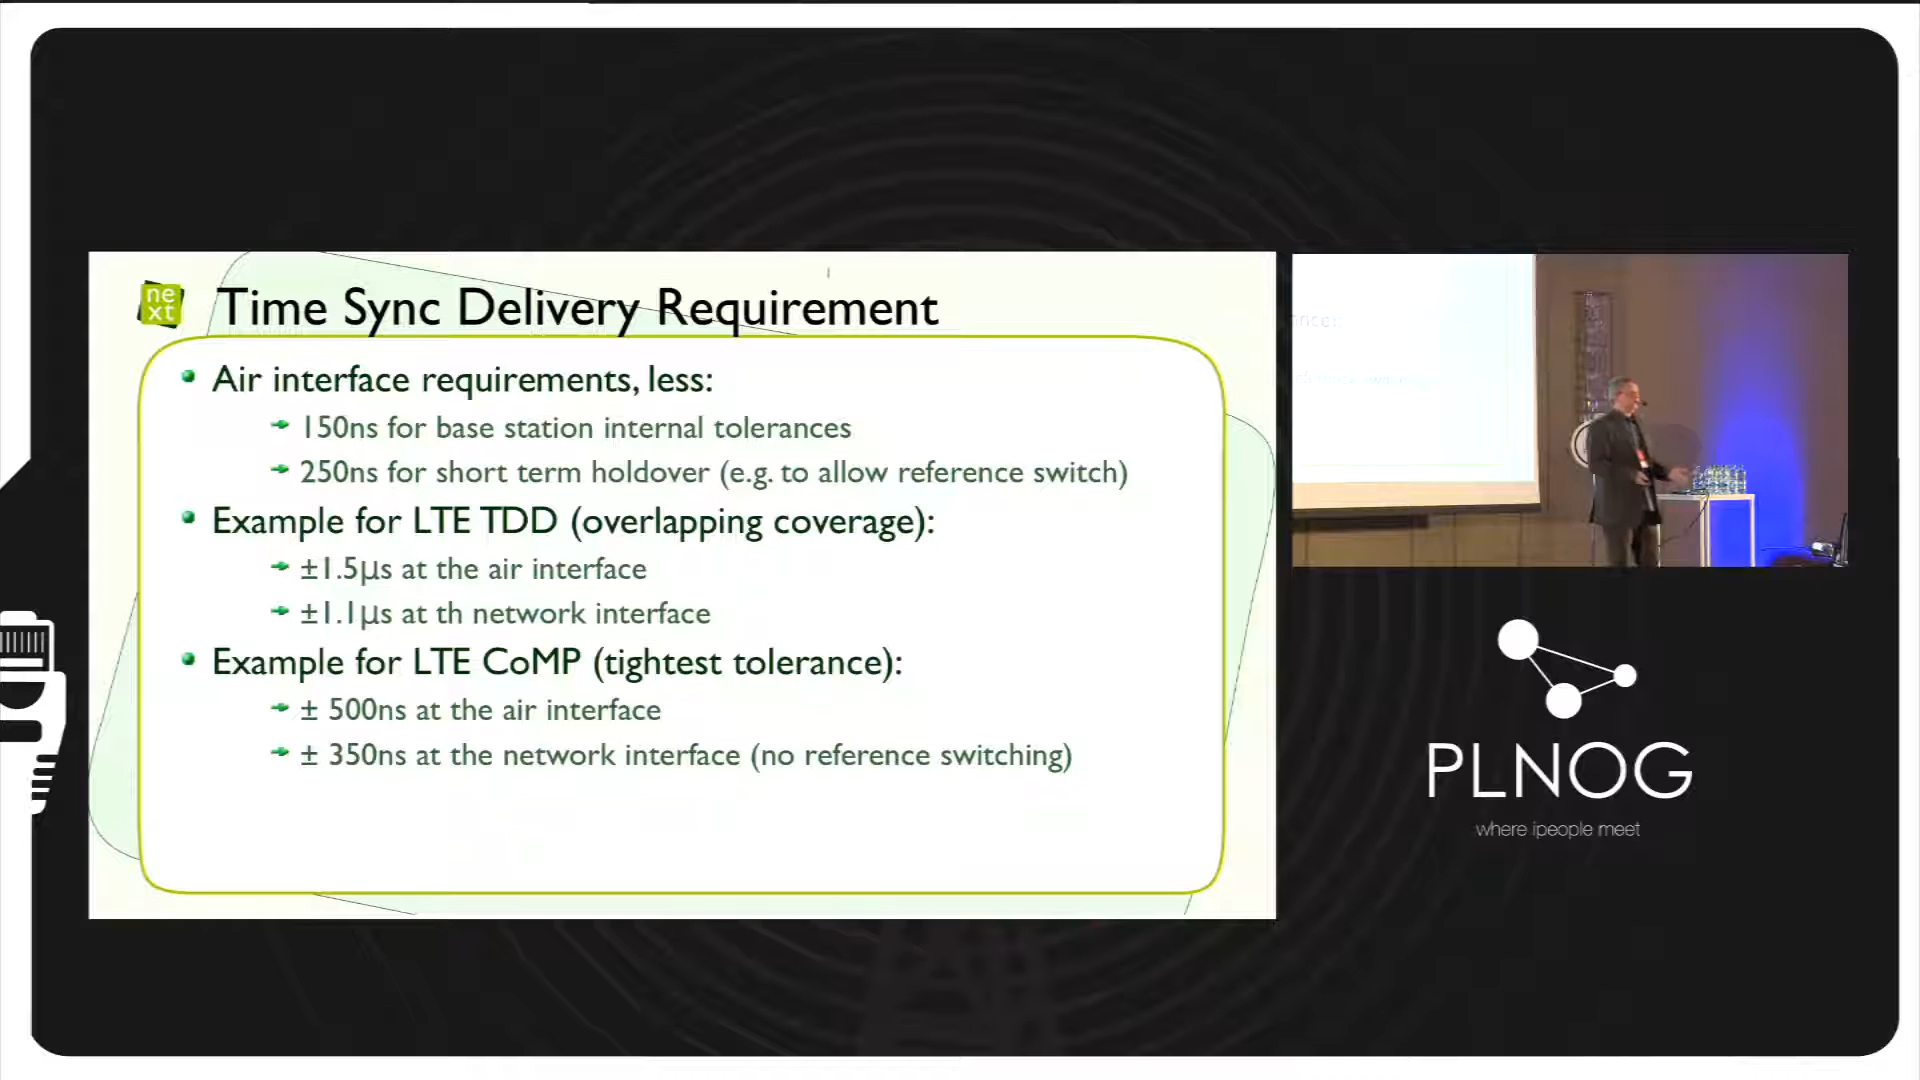 ne
xt
Time Sync Delivery Requirement
Air interface requirements, less:
150ns for base station internal tolerances
250ns for short term holdover (e.g. to allow reference switch)
Example for LTE TDD (overlapping coverage):
±1.5µs at the air interface
±1.1µs at th network interface
Example for LTE CoMP (tightest tolerance):
± 500ns at the air interface
± 350ns at the network interface (no reference switching)
PLNOG
where ipeople meet